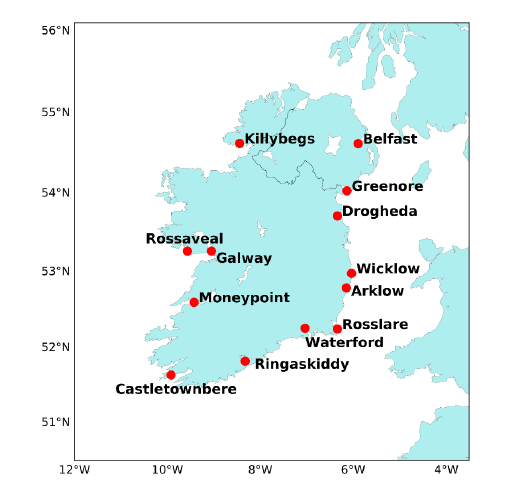 56°N
55°N
Killybegs
Belfast
54°N
Greenore
Drogheda
Rossaveal
Galway
53°N
Wicklow
Arklow
Moneypoint
Rosslare
Waterford
52°N
Ringaskiddy
Castletownbere
51°N
12°W 10°W 8°W 6°W 4°W